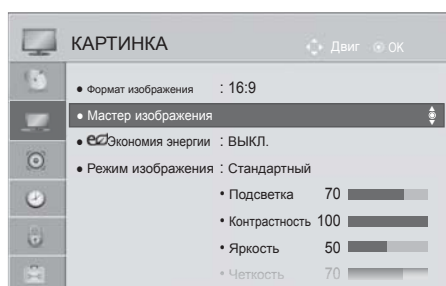 КАРТИНКА Двиг OK
• Формат изображения : 16:9
• Мастер изображения
• eco Экономия энергии : ВЫКЛ.
• Режим изображения : Стандартный
• Подсветка 70
• Контрастность 100
• Яркость 50
• Четкость 70